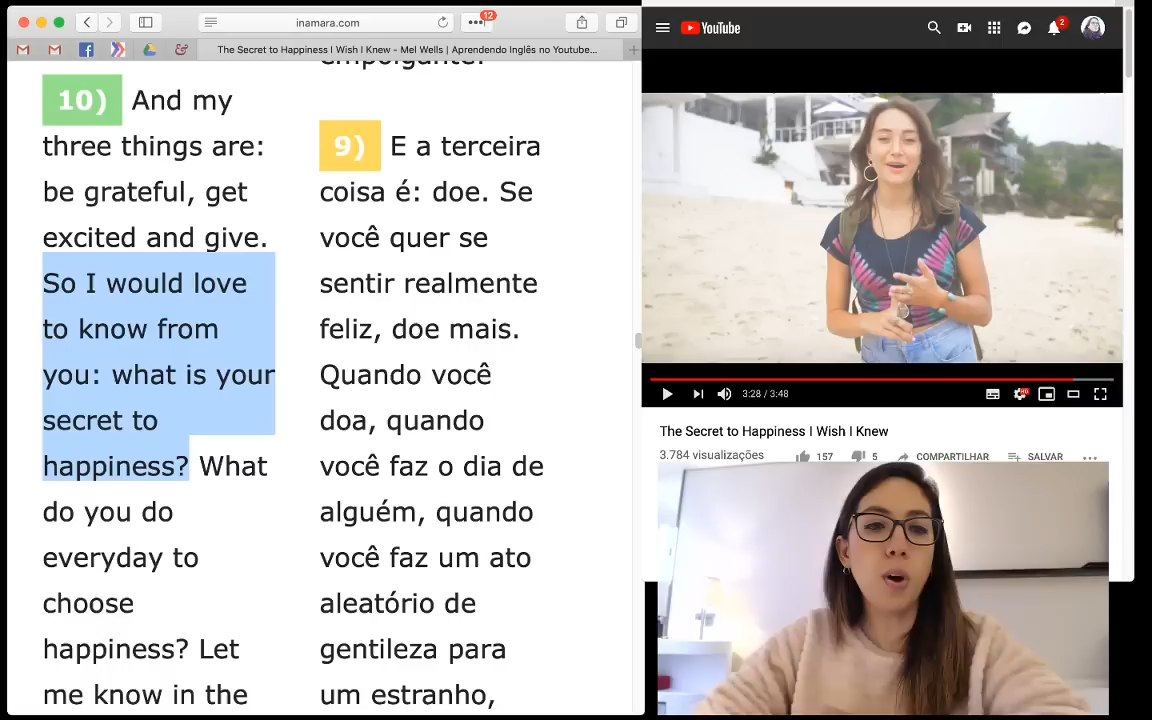 inamara.com
12
The Secret to Happiness I Wish I Knew - Mel Wells | Aprendendo Inglês no Youtube...
empolgante.
10) And my
three things are:
be grateful, get
excited and give.
So I would love
to know from
you: what is your
secret to
happiness? What
do you do
everyday to
choose
happiness? Let
me know in the
9) E a terceira
coisa é: doe. Se
você quer se
sentir realmente
feliz, doe mais.
Quando você
doa, quando
você faz o dia de
alguém, quando
você faz um ato
aleatório de
gentileza para
um estranho,
YouTube
2
3:28 / 3:48
HD
The Secret to Happiness I Wish I Knew
3.784 visualizações
157
5
COMPARTILHAR
SALVAR